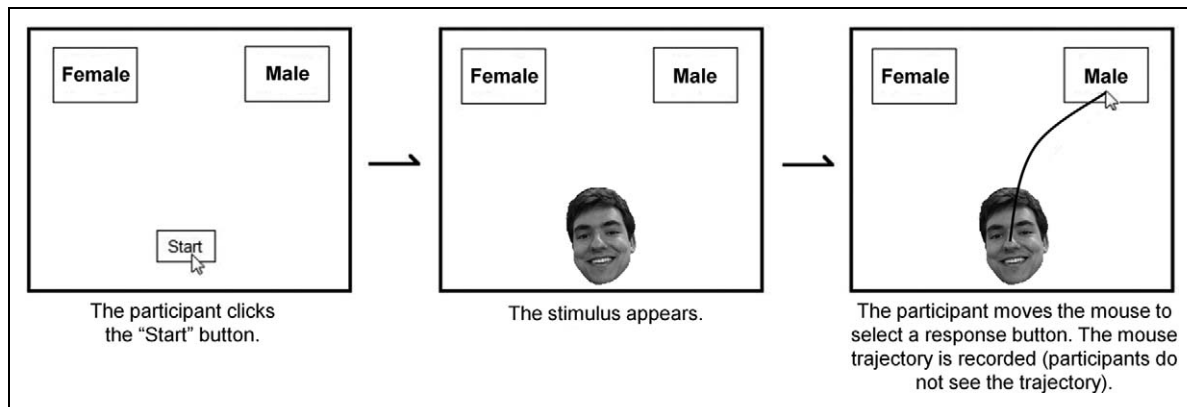 Female
Male
Start
The participant clicks
the “Start” button.
Female
Male
The stimulus appears.
Female
Male
The participant moves the mouse to
select a response button. The mouse
trajectory is recorded (participants do
not see the trajectory).